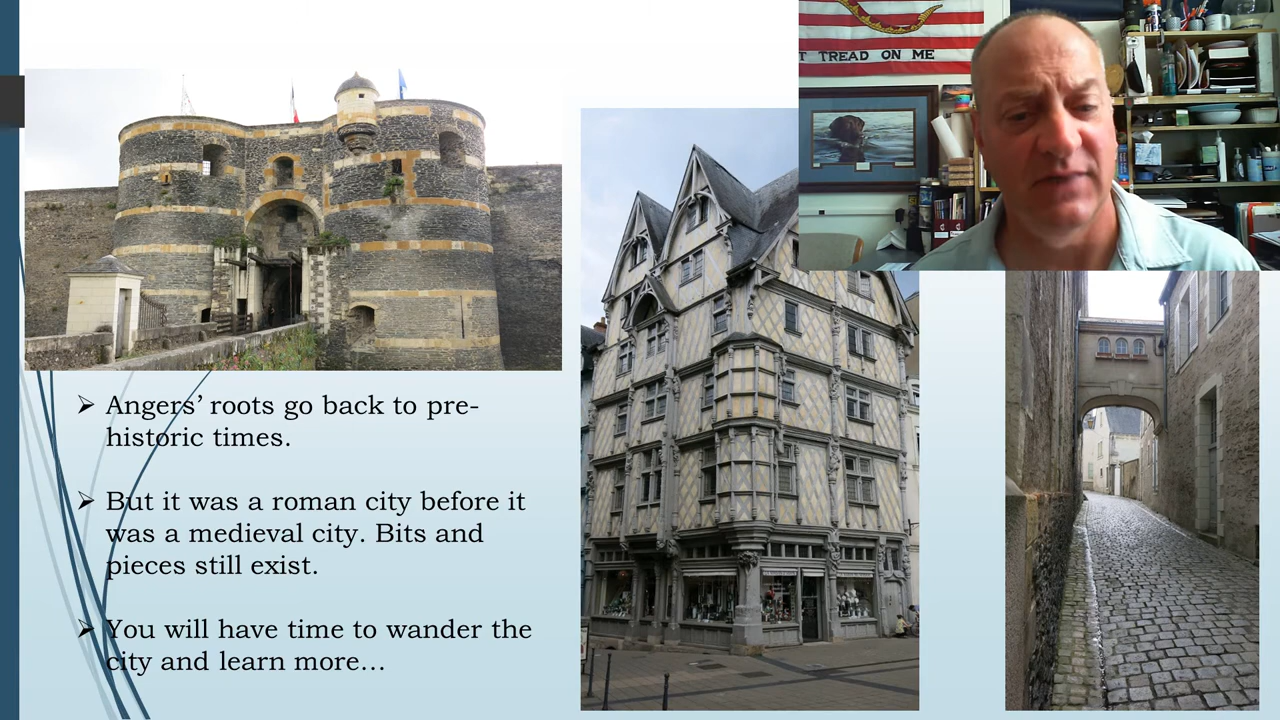 T TREAD ON ME
Angers’ roots go back to pre-
historic times.
But it was a roman city before it
was a medieval city. Bits and
pieces still exist.
You will have time to wander the
city and learn more…